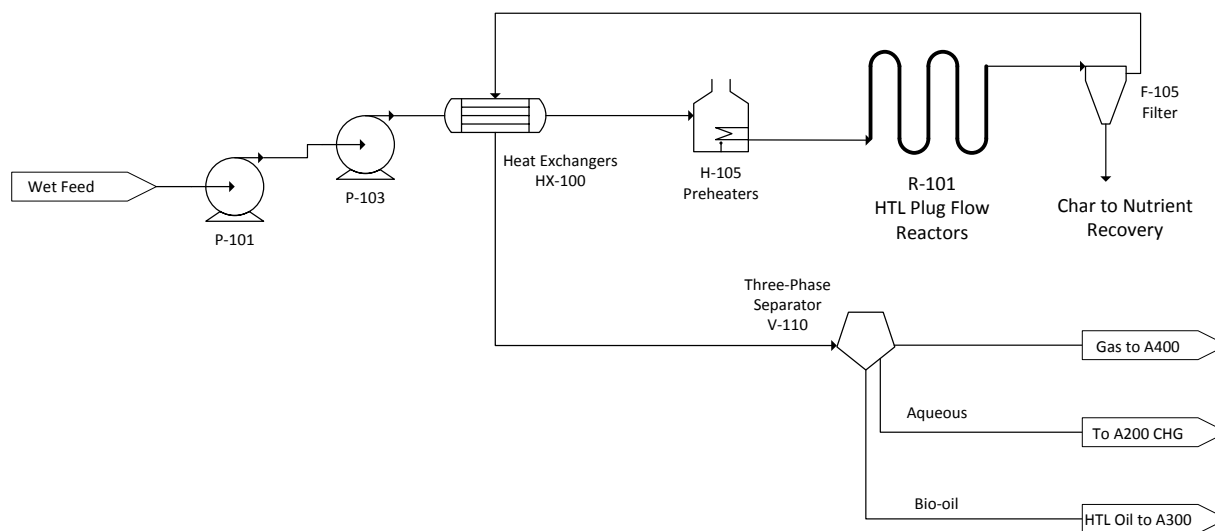 F-105
Filter
Heat Exchangers
HX-100
H-105
Preheaters
Wet Feed
P-103
R-101
HTL Plug Flow
Reactors
Char to Nutrient
Recovery
P-101
Three-Phase
Separator
V-110
Gas to A400
Aqueous
To A200 CHG
Bio-oil
HTL Oil to A300